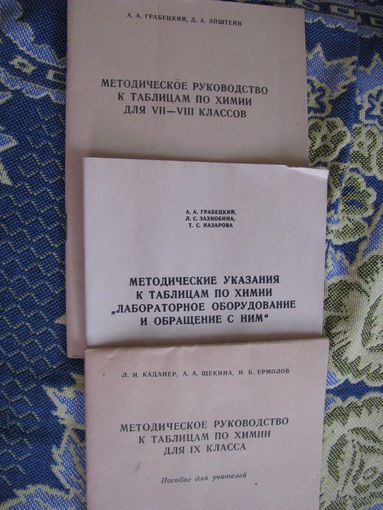 А. А. ГРАБЕЦКИЙ, Д. А. ЭПШТЕЙН
МЕТОДИЧЕСКОЕ РУКОВОДСТВО
К ТАБЛИЦАМ ПО ХИМИИ
ДЛЯ VII—VIII КЛАССОВ
А. А. ГРАБЕЦКИЙ,
Л. С. ЗАЗНОБИНА,
Т. С. НАЗАРОВА
МЕТОДИЧЕСКИЕ УКАЗАНИЯ
К ТАБЛИЦАМ ПО ХИМИИ
„ЛАБОРАТОРНОЕ ОБОРУДОВАНИЕ
И ОБРАЩЕНИЕ С НИМ“
Л. И. КАДАНЕР, А. А. ЩЕКИНА, И. Б. ЕРМОЛОВ
МЕТОДИЧЕСКОЕ РУКОВОДСТВО
К ТАБЛИЦАМ ПО ХИМИИ
ДЛЯ IX КЛАССА
Пособие для учителей